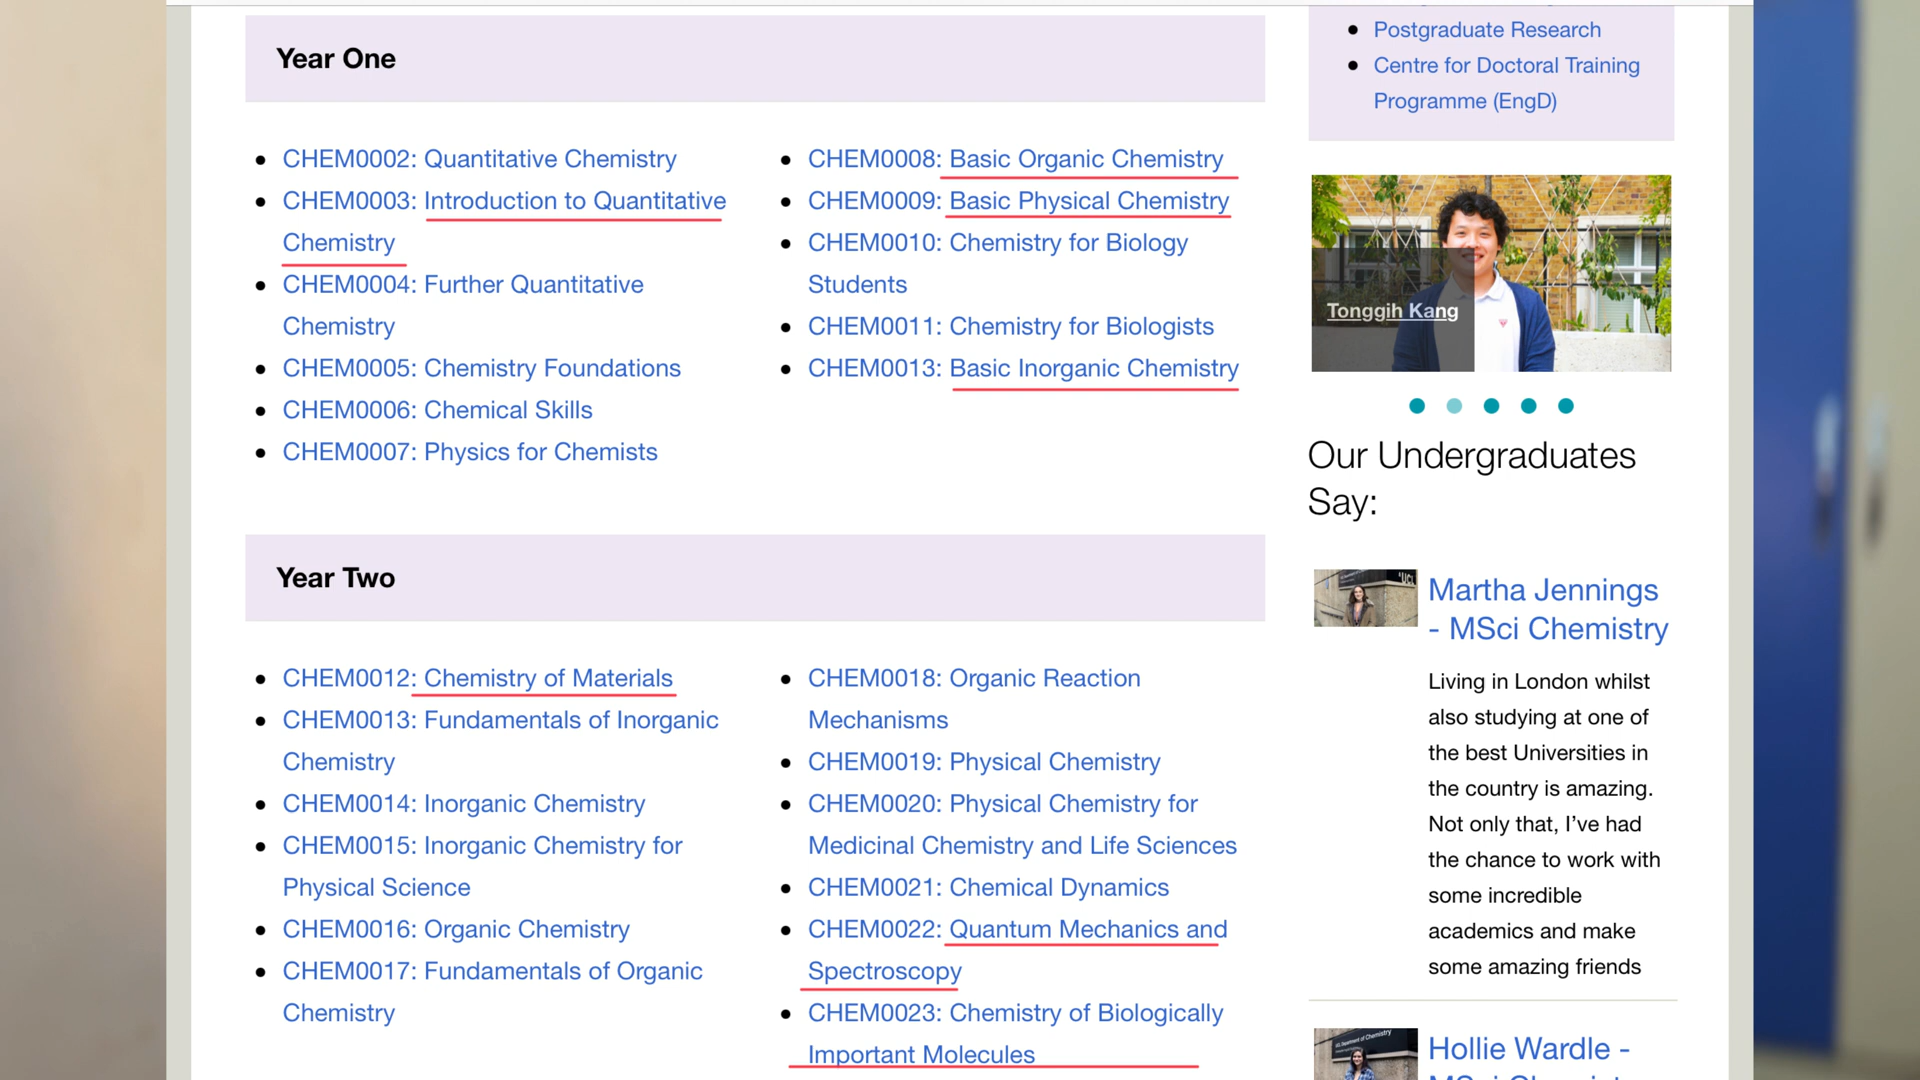 Year One
CHEM0002: Quantitative Chemistry
CHEM0003: Introduction to Quantitative
Chemistry
CHEM0004: Further Quantitative
Chemistry
CHEM0005: Chemistry Foundations
CHEM0006: Chemical Skills
CHEM0007: Physics for Chemists
CHEM0008: Basic Organic Chemistry
CHEM0009: Basic Physical Chemistry
CHEM0010: Chemistry for Biology
Students
CHEM0011: Chemistry for Biologists
CHEM0013: Basic Inorganic Chemistry
Year Two
CHEM0012: Chemistry of Materials
CHEM0013: Fundamentals of Inorganic
Chemistry
CHEM0014: Inorganic Chemistry
CHEM0015: Inorganic Chemistry for
Physical Science
CHEM0016: Organic Chemistry
CHEM0017: Fundamentals of Organic
Chemistry
CHEM0018: Organic Reaction
Mechanisms
CHEM0019: Physical Chemistry
CHEM0020: Physical Chemistry for
Medicinal Chemistry and Life Sciences
CHEM0021: Chemical Dynamics
CHEM0022: Quantum Mechanics and
Spectroscopy
CHEM0023: Chemistry of Biologically
Important Molecules
Postgraduate Research
Centre for Doctoral Training
Programme (EngD)
Tonggih Kang
Our Undergraduates
Say:
UCL
Martha Jennings
- MSci Chemistry
Living in London whilst
also studying at one of
the best Universities in
the country is amazing.
Not only that, I’ve had
the chance to work with
some incredible
academics and make
some amazing friends
Hollie Wardle -